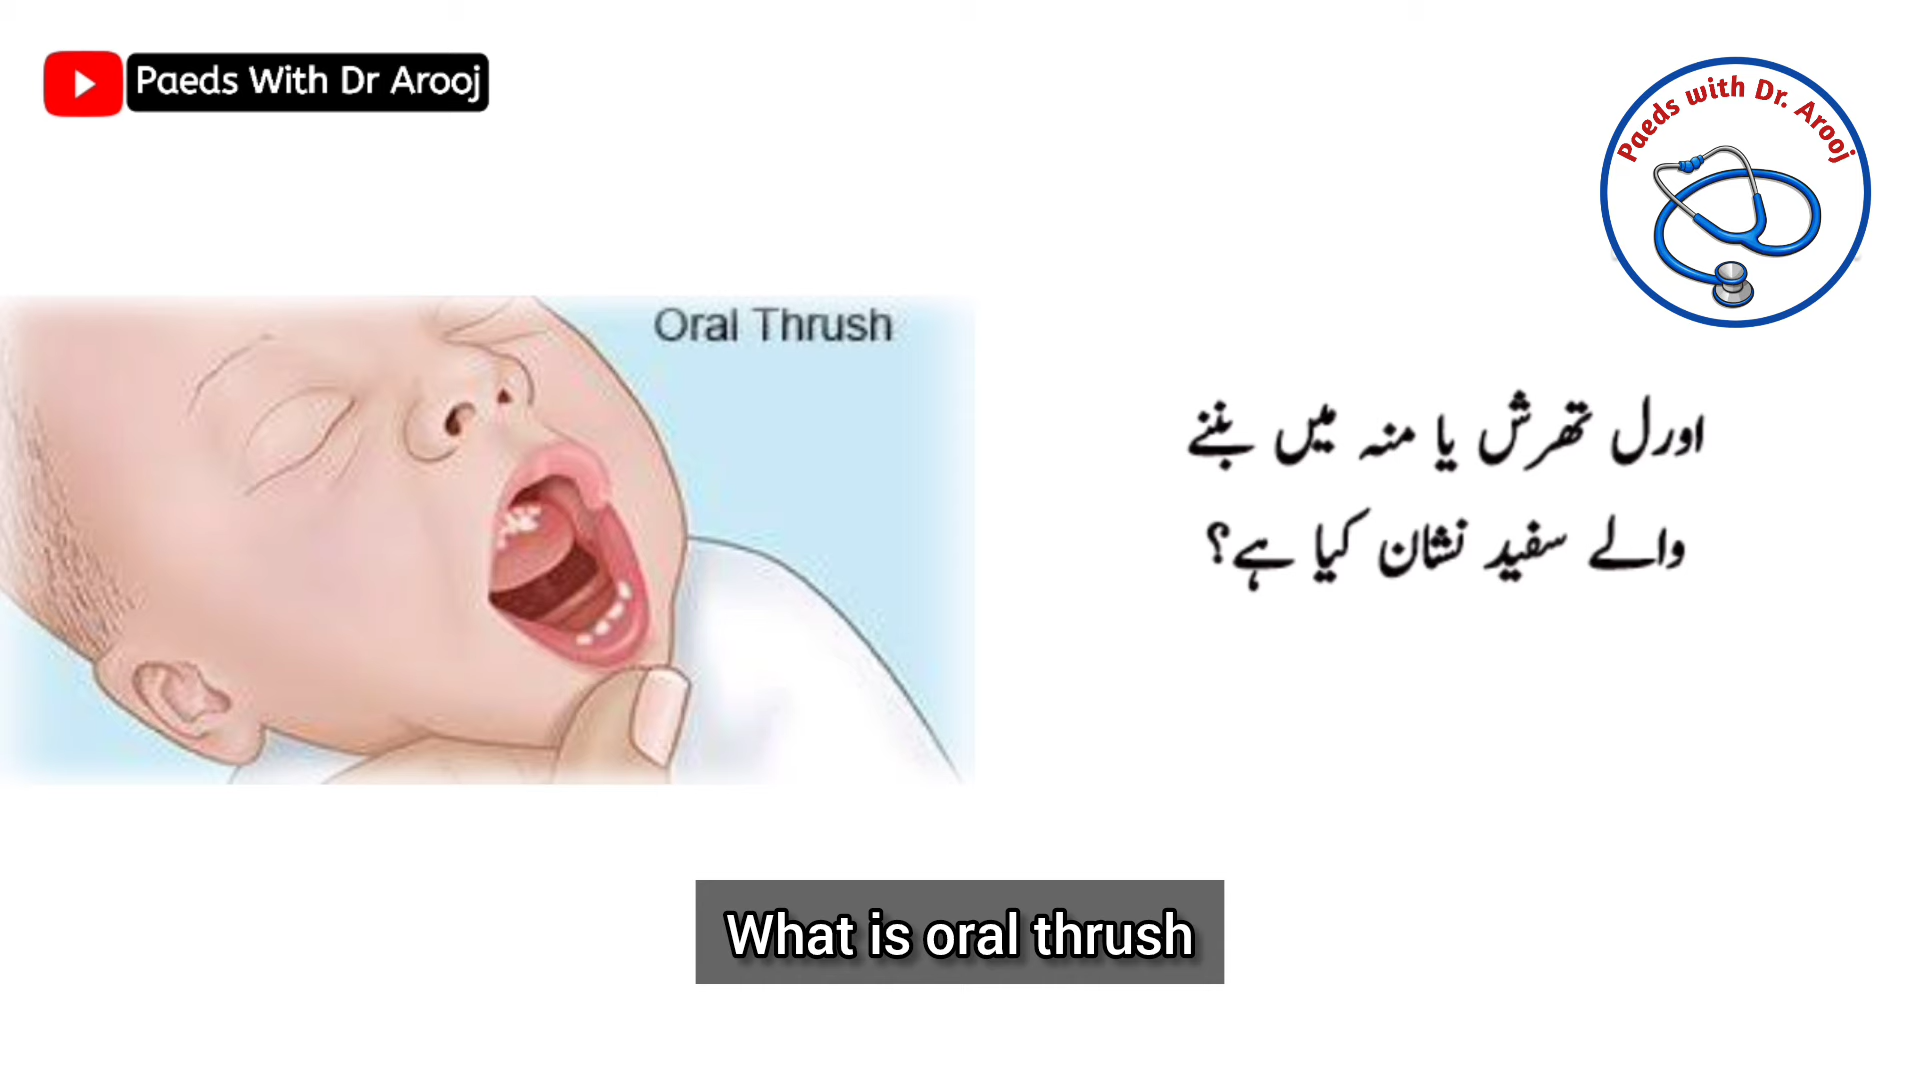 Paeds With Dr Arooj
Paeds with Dr. Arooj
Oral Thrush
اورل تھرش یا منہ میں بننے
والے سفید نشان کیا ہے؟
What is oral thrush